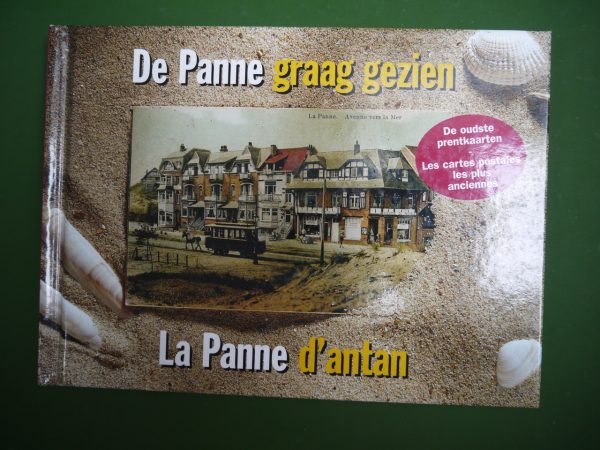 De Panne graag gezien
La Panne. Avenue vers la Mer
De oudste
prentkaarten
Les cartes postales
les plus
anciennes
La Panne d'antan